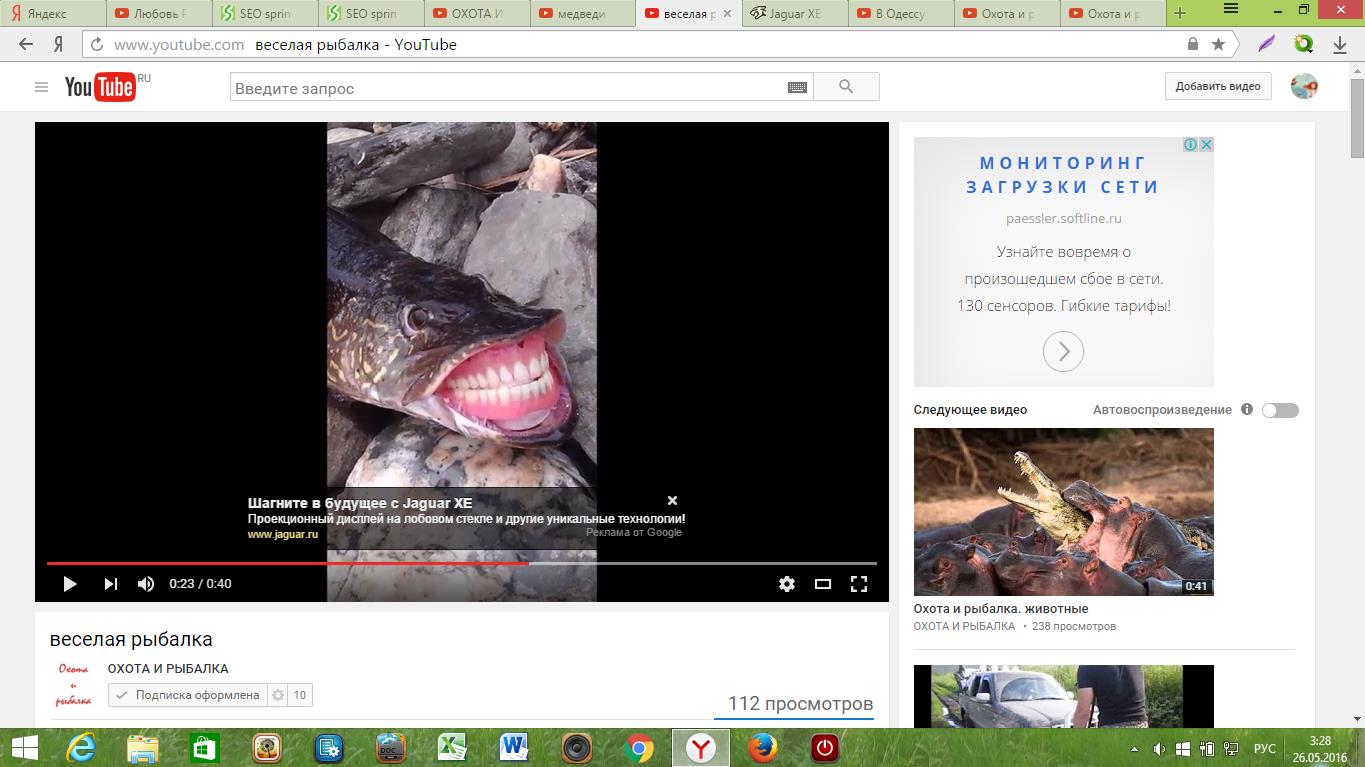 Яндекс
Любовь F
SEO sprin
SEO sprin
ОХОТА И
медведи
веселая р
Jaguar XE
В Одессу
Охота и р
Охота и р
www.youtube.com веселая рыбалка - YouTube
YouTube RU
Введите запрос
Добавить видео
Шагните в будущее с Jaguar XE
Проекционный дисплей на лобовом стекле и другие уникальные технологии!
www.jaguar.ru
Реклама от Google
0:23 / 0:40
веселая рыбалка
Охота
и
рыбалка
ОХОТА И РЫБАЛКА
Подписка оформлена 10
112 просмотров
МОНИТОРИНГ
ЗАГРУЗКИ СЕТИ
paessler.softline.ru
Узнайте вовремя о
произошедшем сбое в сети.
130 сенсоров. Гибкие тарифы!
Следующее видео
Автовоспроизведение
0:41
Охота и рыбалка. животные
ОХОТА И РЫБАЛКА • 238 просмотров
DOC
РУС
3:28
26.05.2016